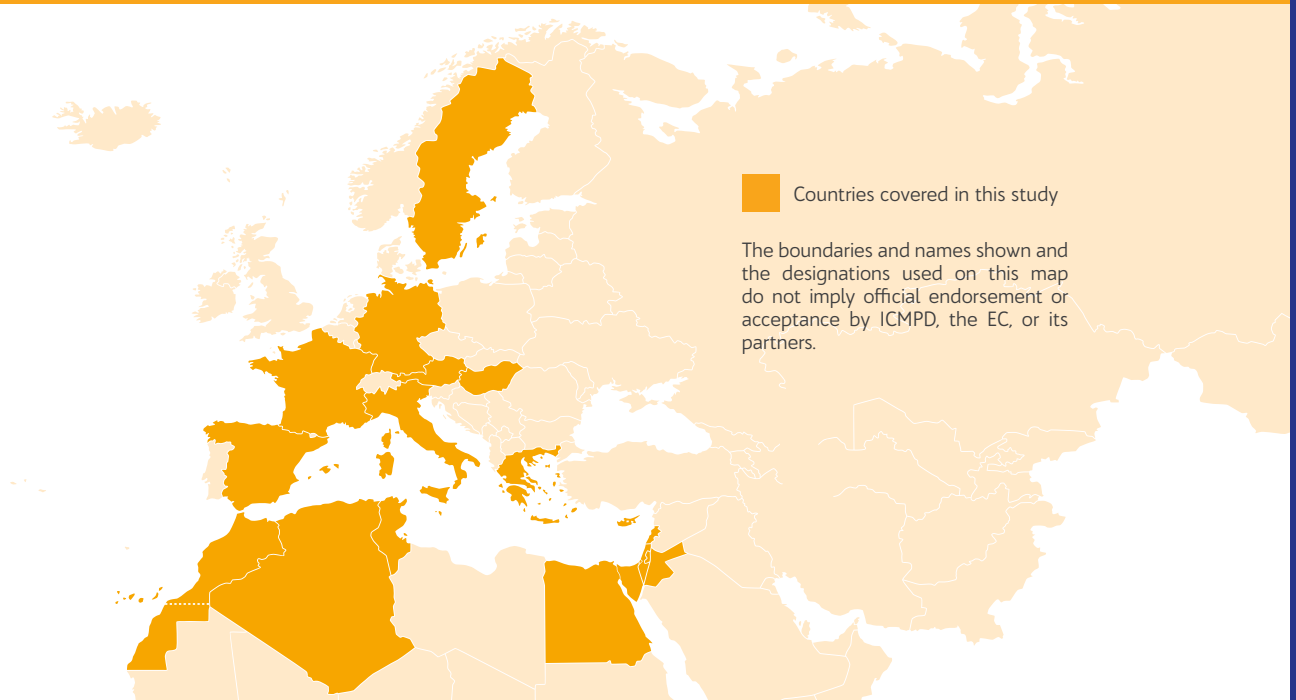 Countries covered in this study
The boundaries and names shown and
the designations used on this map
do not imply official endorsement or
acceptance by ICMPD, the EC, or its
partners.